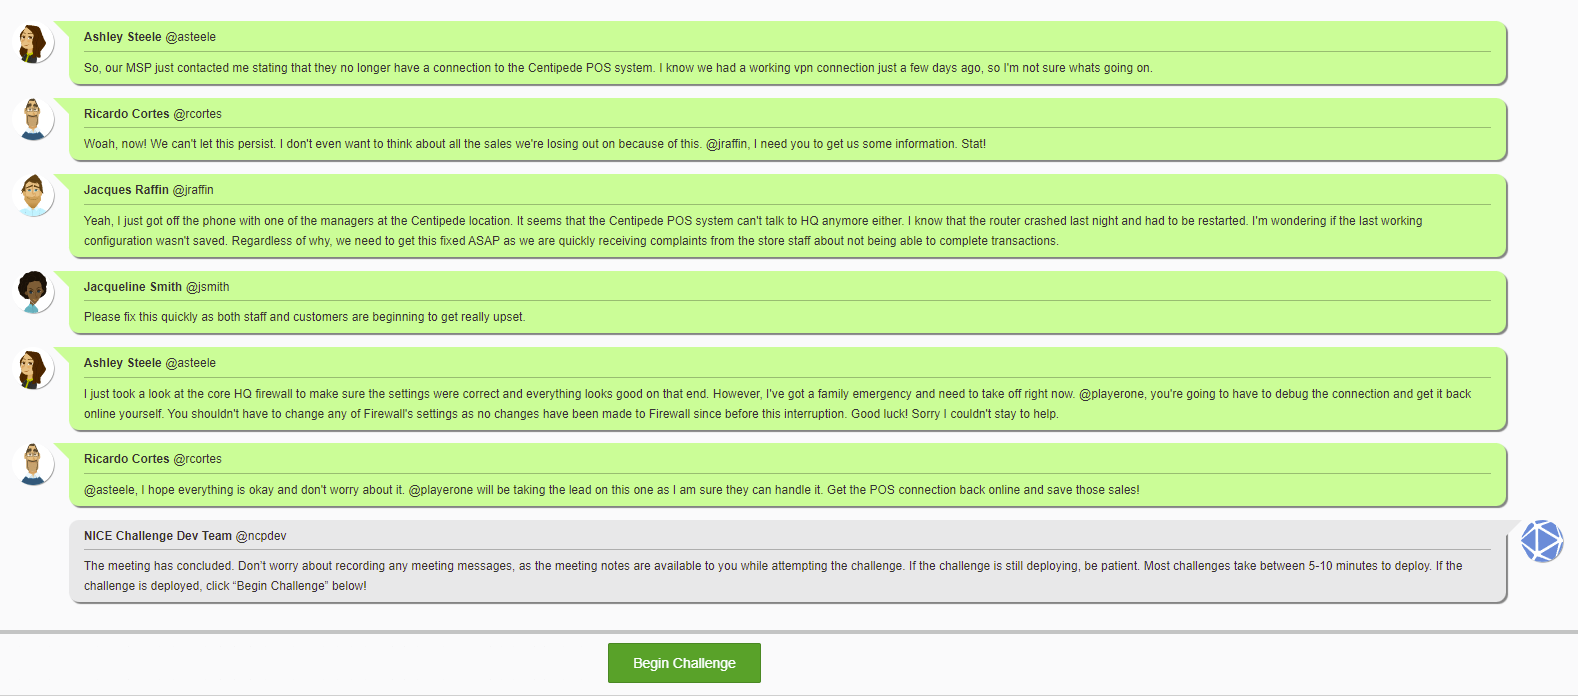 Ashley Steele @asteele
So, our MSP just contacted me stating that they no longer have a connection to the Centipede POS system. I know we had a working vpn connection just a few days ago, so I'm not sure whats going on.
Ricardo Cortes @rcortes
Woah, now! We can't let this persist. I don't even want to think about all the sales we're losing out on because of this. @jraffin, I need you to get us some information. Stat!
Jacques Raffin @jraffin
Yeah, I just got off the phone with one of the managers at the Centipede location. It seems that the Centipede POS system can't talk to HQ anymore either. I know that the router crashed last night and had to be restarted. I'm wondering if the last working
configuration wasn't saved. Regardless of why, we need to get this fixed ASAP as we are quickly receiving complaints from the store staff about not being able to complete transactions.
Jacqueline Smith @jsmith
Please fix this quickly as both staff and customers are beginning to get really upset.
Ashley Steele @asteele
I just took a look at the core HQ firewall to make sure the settings were correct and everything looks good on that end. However, I've got a family emergency and need to take off right now. @playerone, you're going to have to debug the connection and get it back
online yourself. You shouldn't have to change any of Firewall's settings as no changes have been made to Firewall since before this interruption. Good luck! Sorry I couldn't stay to help.
Ricardo Cortes @rcortes
@asteele, I hope everything is okay and don't worry about it. @playerone will be taking the lead on this one as I am sure they can handle it. Get the POS connection back online and save those sales!
NICE Challenge Dev Team @ncpdev
The meeting has concluded. Don’t worry about recording any meeting messages, as the meeting notes are available to you while attempting the challenge. If the challenge is still deploying, be patient. Most challenges take between 5-10 minutes to deploy. If the
challenge is deployed, click “Begin Challenge” below!
Begin Challenge